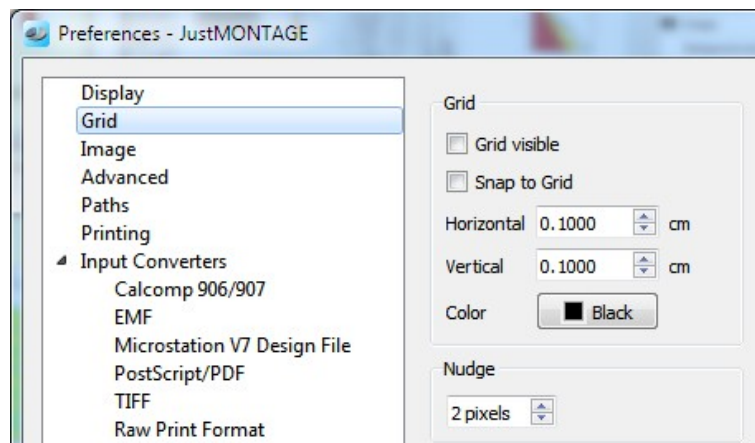 Preferences - JustMONTAGE
Display
Grid
Image
Advanced
Paths
Printing
Input Converters
Calcomp 906/907
EMF
Microstation V7 Design File
PostScript/PDF
TIFF
Raw Print Format
Grid
Grid visible
Snap to Grid
Horizontal 0.1000 cm
Vertical 0.1000 cm
Color Black
Nudge
2 pixels